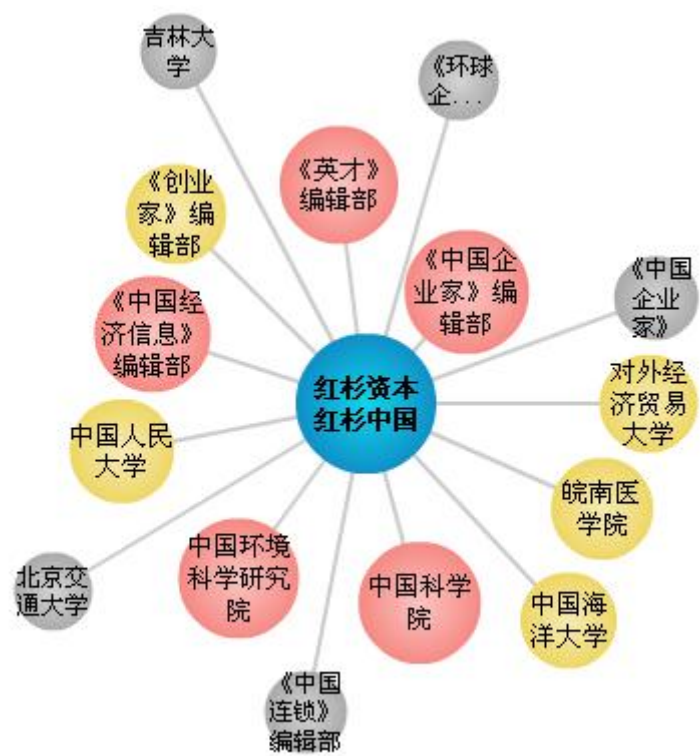 吉林大
学
《环球
企...
《英才》
编辑部
《创业
家》编
辑部
《中国企
业家》编
辑部
《中国
企业
家》
《中国经
济信息》
编辑部
红杉资本
红杉中国
对外经
济贸易
大学
中国人民
大学
皖南医
学院
中国环境
科学研究
院
中国科学
院
北京交
通大学
中国海
洋大学
《中国
连锁》
编辑部